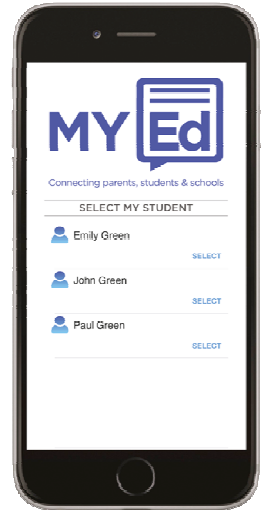 MY Ed
Connecting parents, students & schools
SELECT MY STUDENT
Emily Green
SELECT
John Green
SELECT
Paul Green
SELECT